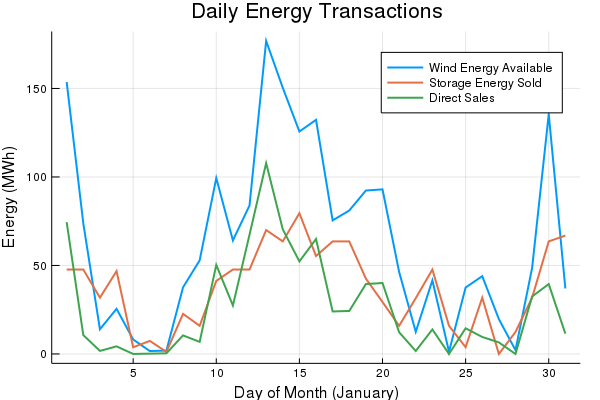 Daily Energy Transactions
Wind Energy Available
Storage Energy Sold
Direct Sales
Energy (MWh)
150
100
50
0
5 10 15 20 25 30
Day of Month (January)